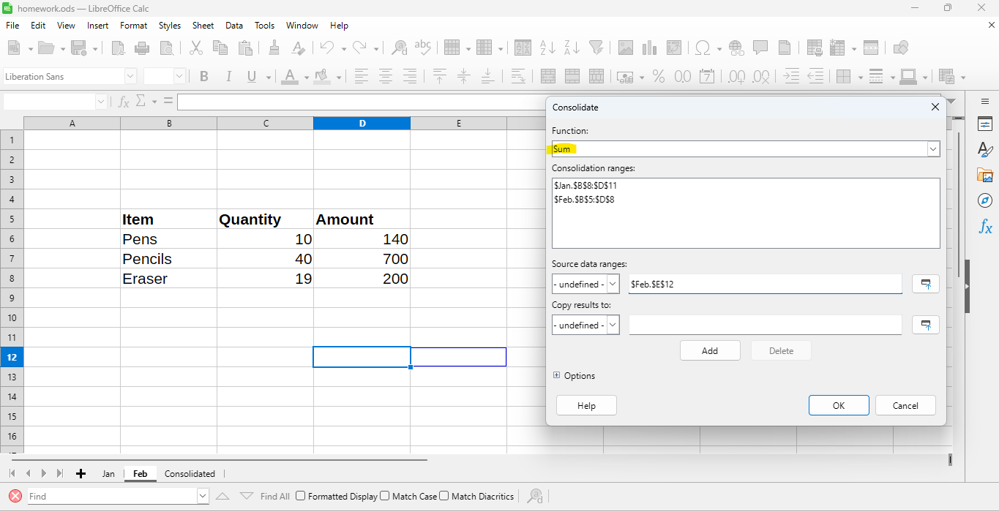 homework.ods — LibreOffice Calc
File Edit View Insert Format Styles Sheet Data Tools Window Help
Liberation Sans
A B C D E
1
2
3
4
5 Item Quantity Amount
6 Pens 10 140
7 Pencils 40 700
8 Eraser 19 200
9
10
11
12
13
14
15
16
Consolidate
Function:
Sum
Consolidation ranges:
$Jan.$B$8:$D$11
$Feb.$B$5:$D$8
Source data ranges:
- undefined - $Feb.$E$12
Copy results to:
- undefined -
Add Delete
Options
Help OK Cancel
Jan Feb Consolidated
Find Find All Formatted Display Match Case Match Diacritics